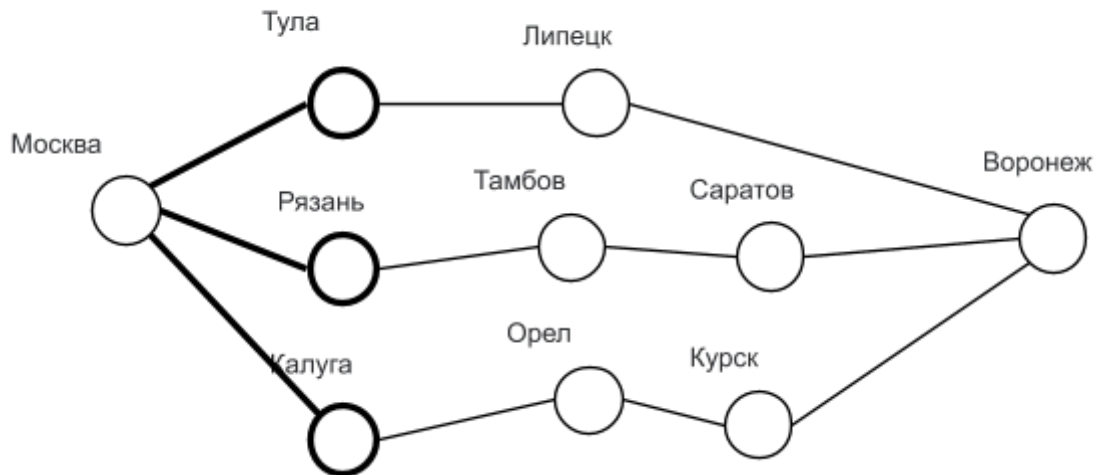 Тула
Липецк
Москва
Воронеж
Тамбов
Саратов
Рязань
Орел
Курск
Калуга